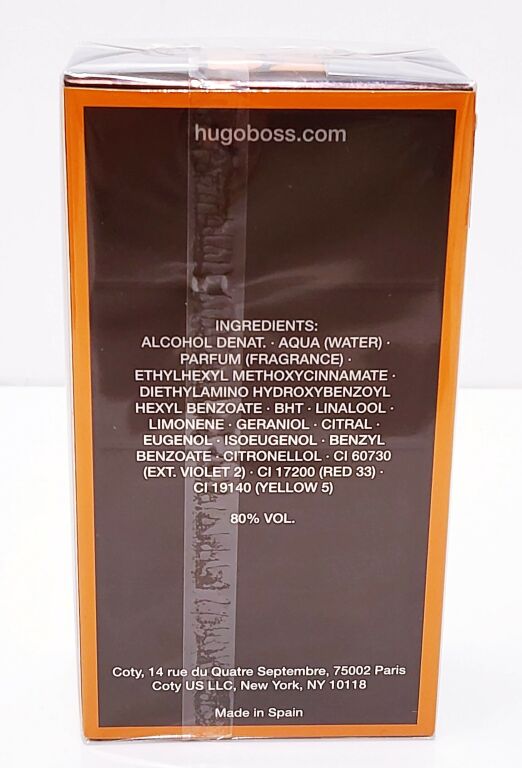 hugoboss.com
INGREDIENTS:
ALCOHOL DENAT. · AQUA (WATER) ·
PARFUM (FRAGRANCE) ·
ETHYLHEXYL METHOXYCINNAMATE ·
DIETHYLAMINO HYDROXYBENZOYL
HEXYL BENZOATE · BHT · LINALOOL ·
LIMONENE · GERANIOL · CITRAL ·
EUGENOL · ISOEUGENOL · BENZYL
BENZOATE · CITRONELLOL · CI 60730
(EXT. VIOLET 2) · CI 17200 (RED 33) ·
CI 19140 (YELLOW 5)
80% VOL.
Coty, 14 rue du Quatre Septembre, 75002 Paris
Coty US LLC, New York, NY 10118
Made in Spain